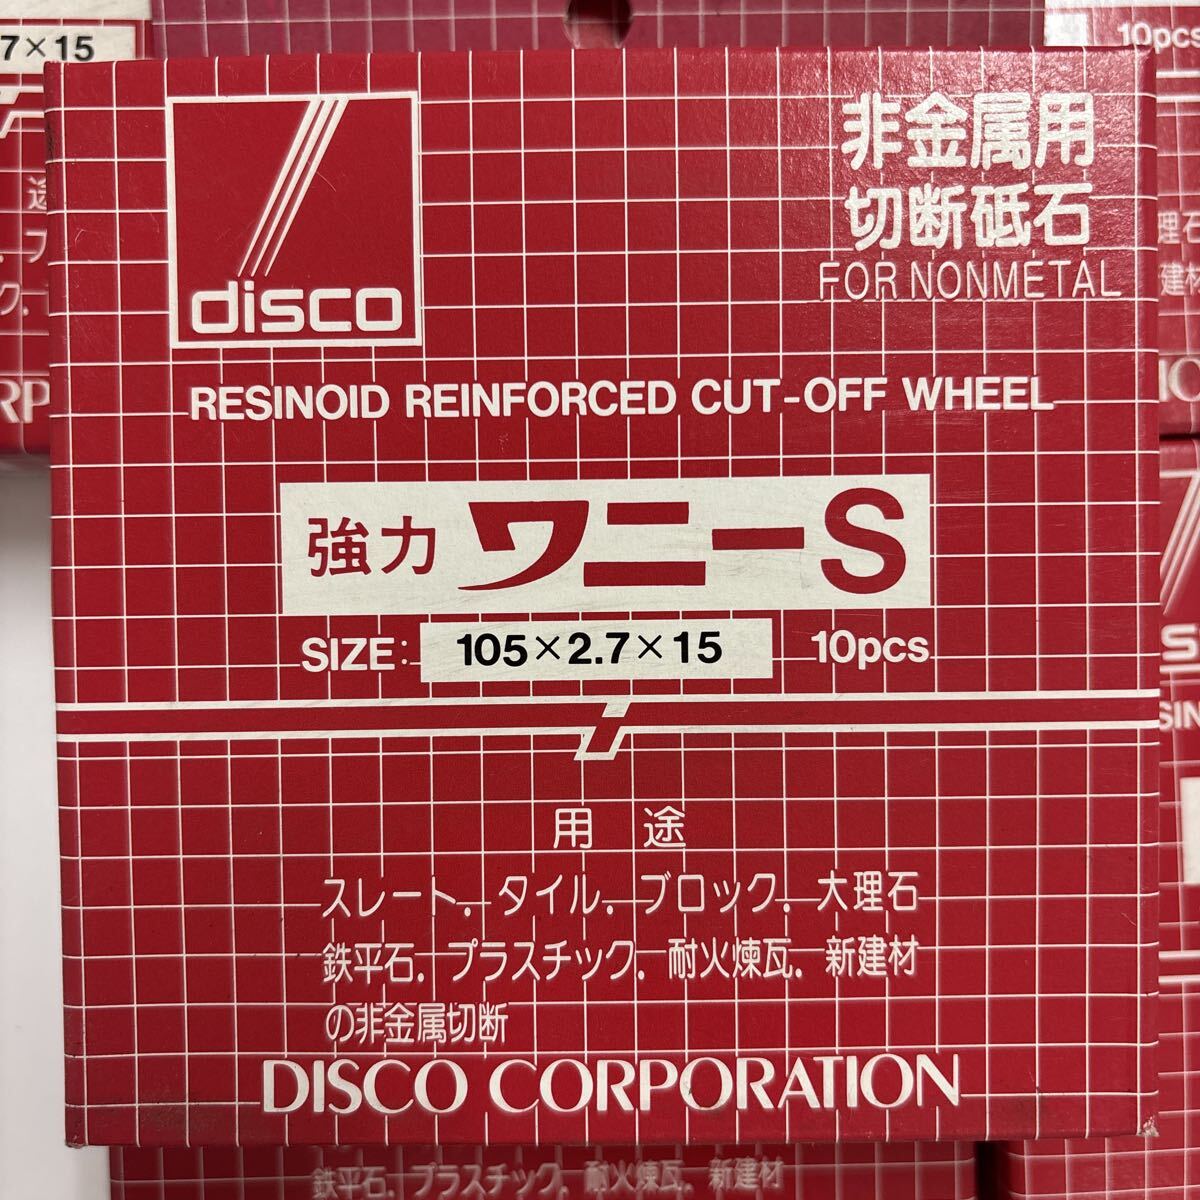 7×15
10pcs
disco
非金属用
切断砥石
FOR NONMETAL
RESINOID REINFORCED CUT-OFF WHEEL
強力 ワニーS
SIZE: 105×2.7×15 10pcs
用 途
スレート. タイル. ブロック. 大理石
鉄平石. プラスチック. 耐火煉瓦. 新建材
の非金属切断
DISCO CORPORATION
鉄平石. プラスチック. 耐火煉瓦. 新建材